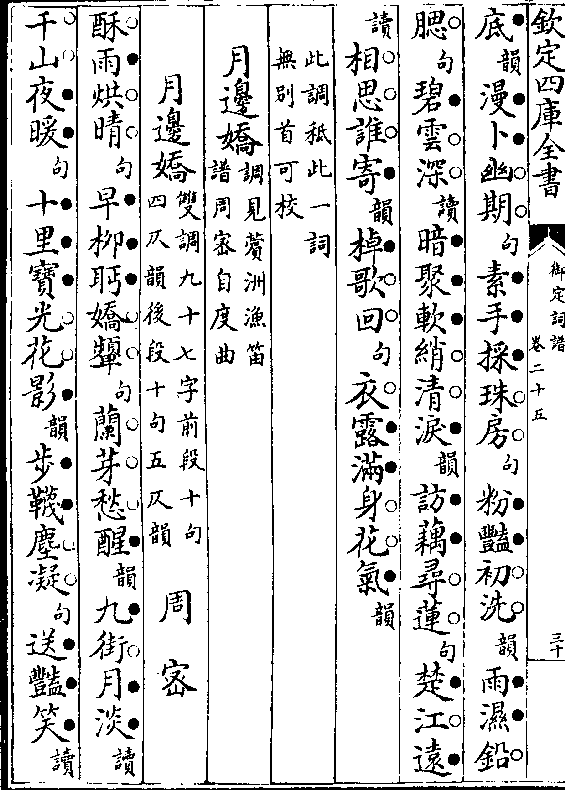 欽定四庫全書
御定詞譜
卷二十五
三十
底韻漫卜幽期句素手採珠房句粉豔初洗韻雨濕鉛
腮句碧雲深讀暗聚軟綃清淚韻訪藕尋蓮句楚江遠
讀相思誰寄韻棹歌回句衣露滿身花氣韻
此調秪此一詞
無別首可校
月邊嬌調見蘋洲漁笛
譜周密自度曲
月邊嬌雙調九十七字前段十句
四仄韻後段十句五仄韻
周密
酥雨烘晴句早柳眄嬌顰句蘭芽愁醒韻九街月淡讀
千山夜暖句十里寶光花影韻步韈塵凝句送豔笑讀